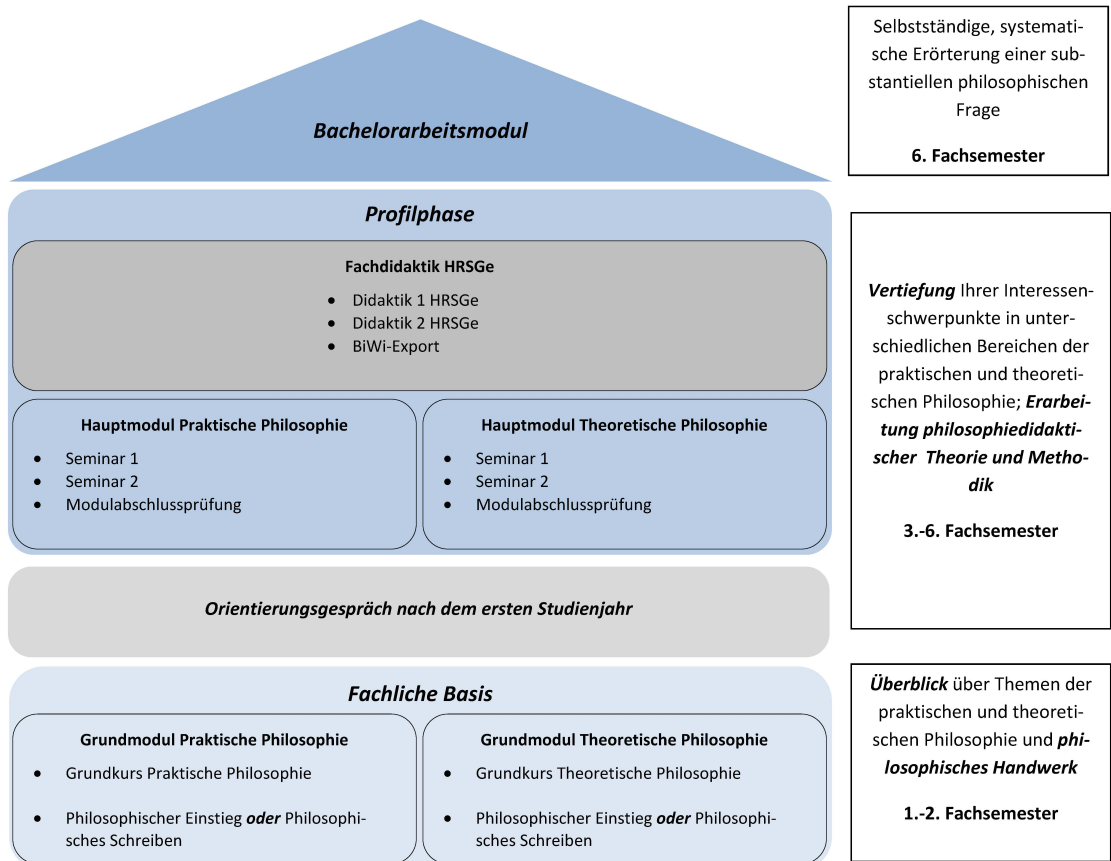 Bachelorarbeitsmodul
Selbstständige, systemati-
sche Erörterung einer sub-
stantiellen philosophischen
Frage
6. Fachsemester
Profilphase
Fachdidaktik HRSGe
• Didaktik 1 HRSGe
• Didaktik 2 HRSGe
• BiWi-Export
Hauptmodul Praktische Philosophie
• Seminar 1
• Seminar 2
• Modulabschlussprüfung
Hauptmodul Theoretische Philosophie
• Seminar 1
• Seminar 2
• Modulabschlussprüfung
Vertiefung Ihrer Interessen-
schwerpunkte in unter-
schiedlichen Bereichen der
praktischen und theoreti-
schen Philosophie; Erarbei-
tung philosophiedidakti-
scher Theorie und Metho-
dik
3.-6. Fachsemester
Orientierungsgespräch nach dem ersten Studienjahr
Fachliche Basis
Grundmodul Praktische Philosophie
• Grundkurs Praktische Philosophie
• Philosophischer Einstieg oder Philosophi-
sches Schreiben
Grundmodul Theoretische Philosophie
• Grundkurs Theoretische Philosophie
• Philosophischer Einstieg oder Philosophi-
sches Schreiben
Überblick über Themen der
praktischen und theoreti-
schen Philosophie und phi-
losophisches Handwerk
1.-2. Fachsemester